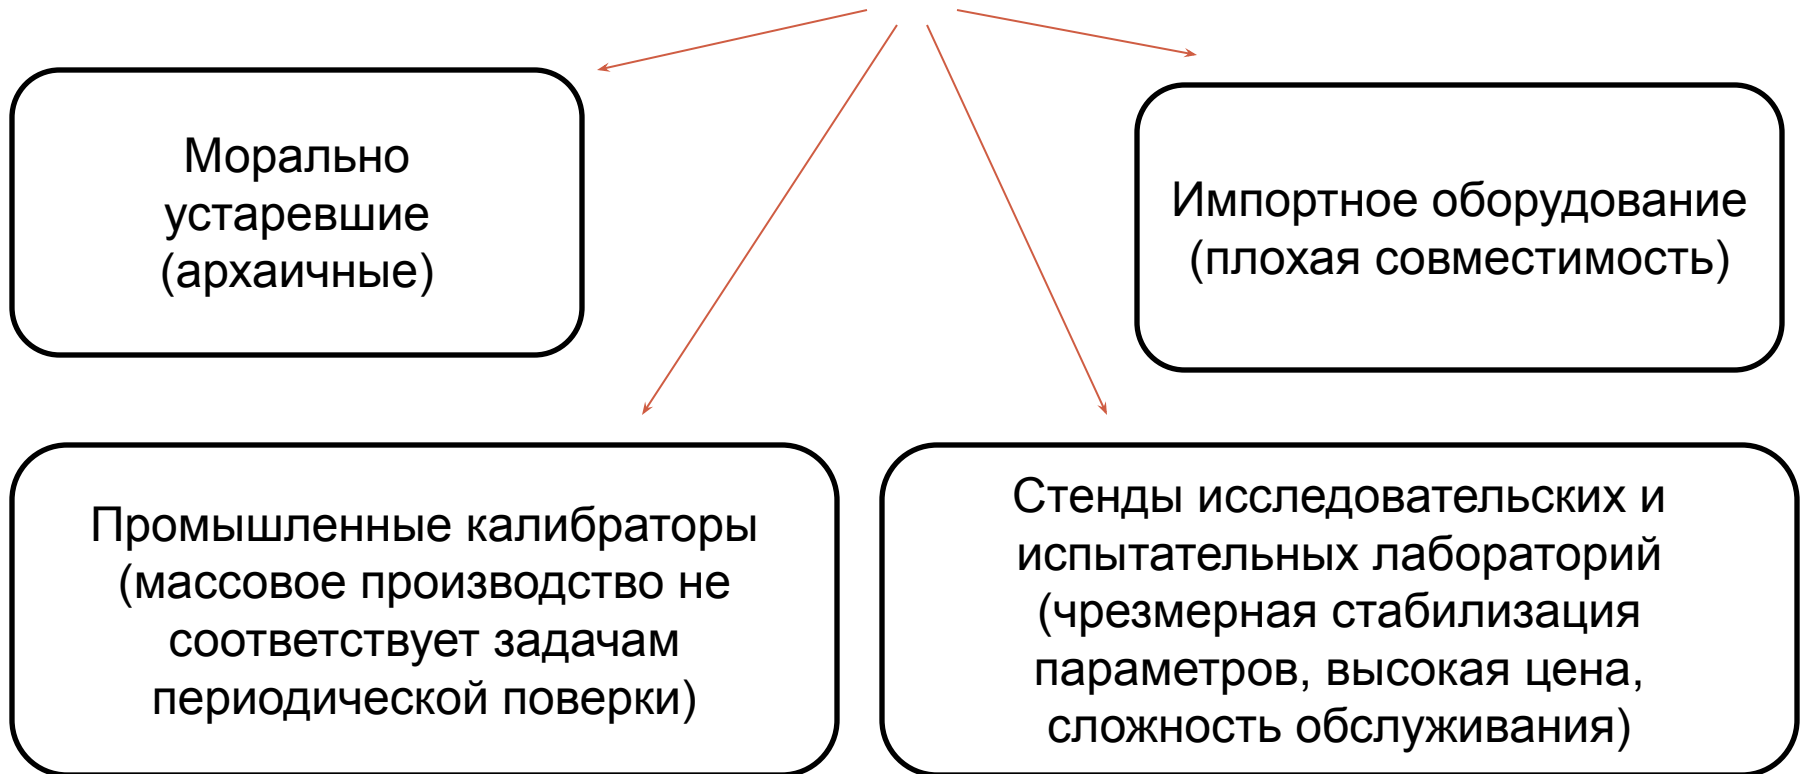 Морально
устаревшие
(архаичные)
Импортное оборудование
(плохая совместимость)
Промышленные калибраторы
(массовое производство не
соответствует задачам
периодической поверки)
Стенды исследовательских и
испытательных лабораторий
(чрезмерная стабилизация
параметров, высокая цена,
сложность обслуживания)